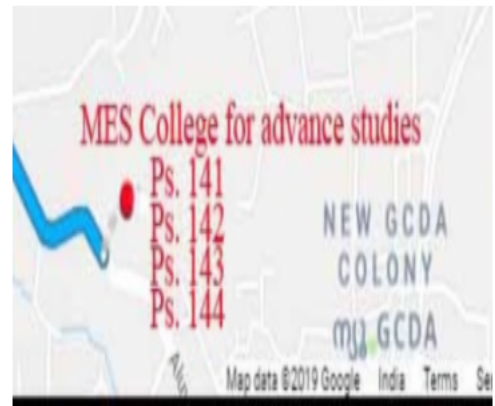 MES College for advance studies
Ps. 141
Ps. 142
Ps. 143
Ps. 144
NEW GCDA
COLONY
GCDA
Map data ©2019 Google India Terms